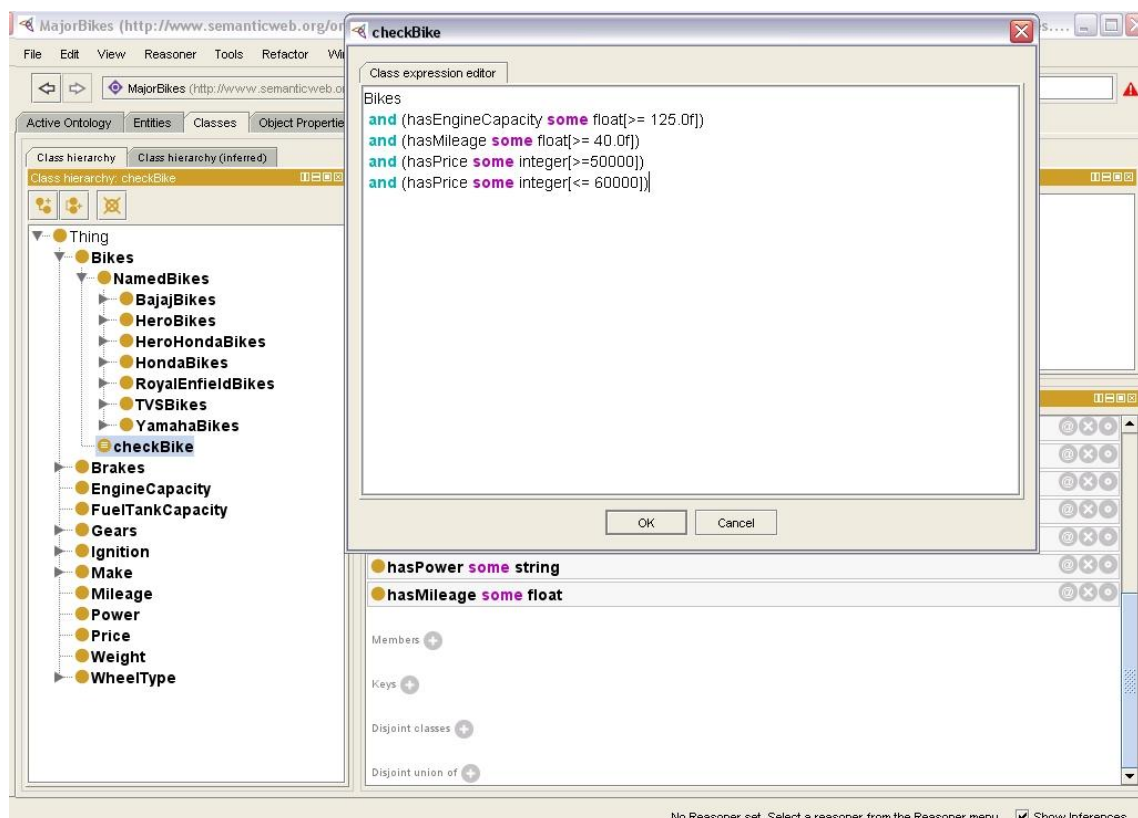 MajorBikes (http://www.semanticweb.org/or
s....
File Edit View Reasoner Tools Refactor
MajorBikes (http://www.semanticweb.o
Active Ontology Entities Classes Object Propertie
Class hierarchy Class hierarchy (inferred)
Class hierarchy: checkBike
Thing
Bikes
NamedBikes
BajajBikes
HeroBikes
HeroHondaBikes
HondaBikes
RoyalEnfieldBikes
TVSBikes
YamahaBikes
checkBike
Brakes
EngineCapacity
FuelTankCapacity
Gears
Ignition
Make
Mileage
Power
Price
Weight
WheelType
checkBike
Class expression editor
Bikes
and (hasEngineCapacity some float[>= 125.0f])
and (hasMileage some float[>= 40.0f])
and (hasPrice some integer[>=50000])
and (hasPrice some integer[<= 60000])
OK Cancel
hasPower some string
hasMileage some float
Members
Keys
Disjoint classes
Disjoint union of
No Reasoner set. Select a reasoner from the Reasoner menu Show Inferences